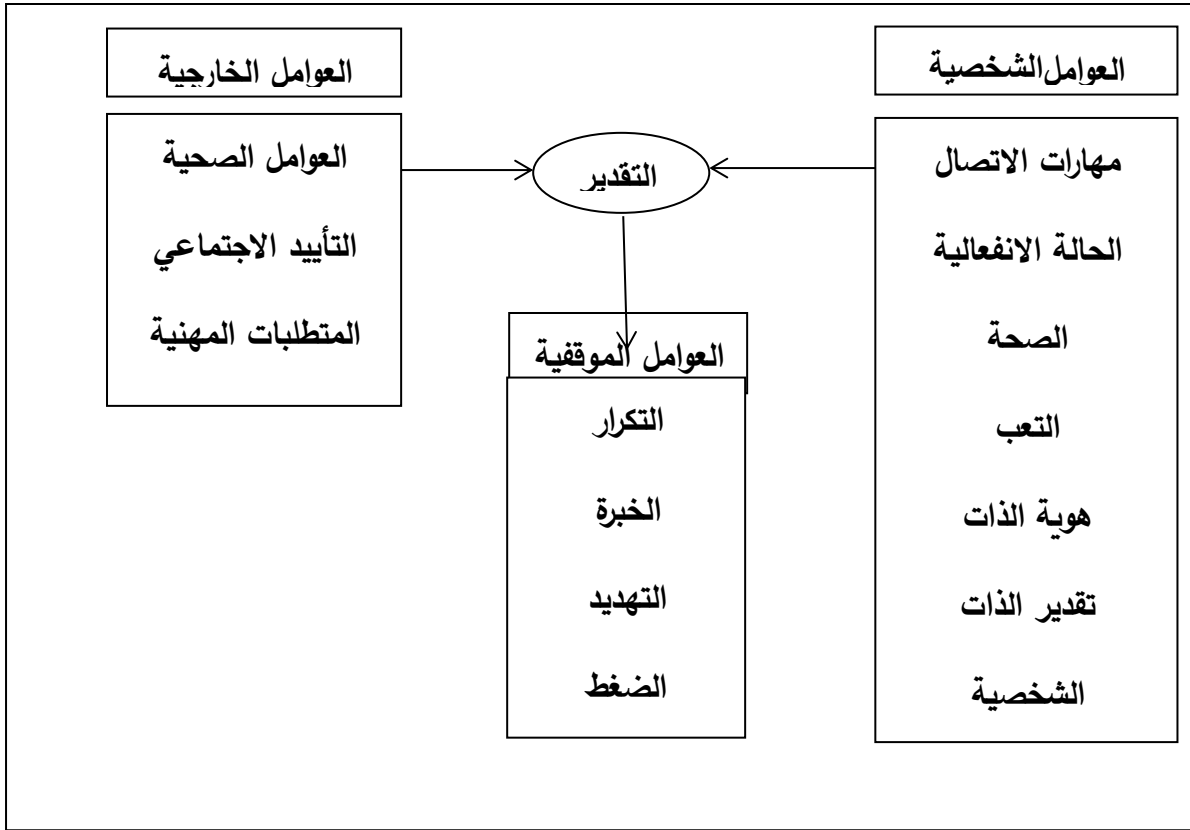 العوامل الشخصية
مهارات الاتصال
الحالة الانفعالية
الصحة
التعب
هوية الذات
تقدير الذات
الشخصية
التقدير
العوامل الموقفية
التكرار
الخبرة
التهديد
الضغط
العوامل الخارجية
العوامل الصحية
التأييد الاجتماعي
المتطلبات المهنية